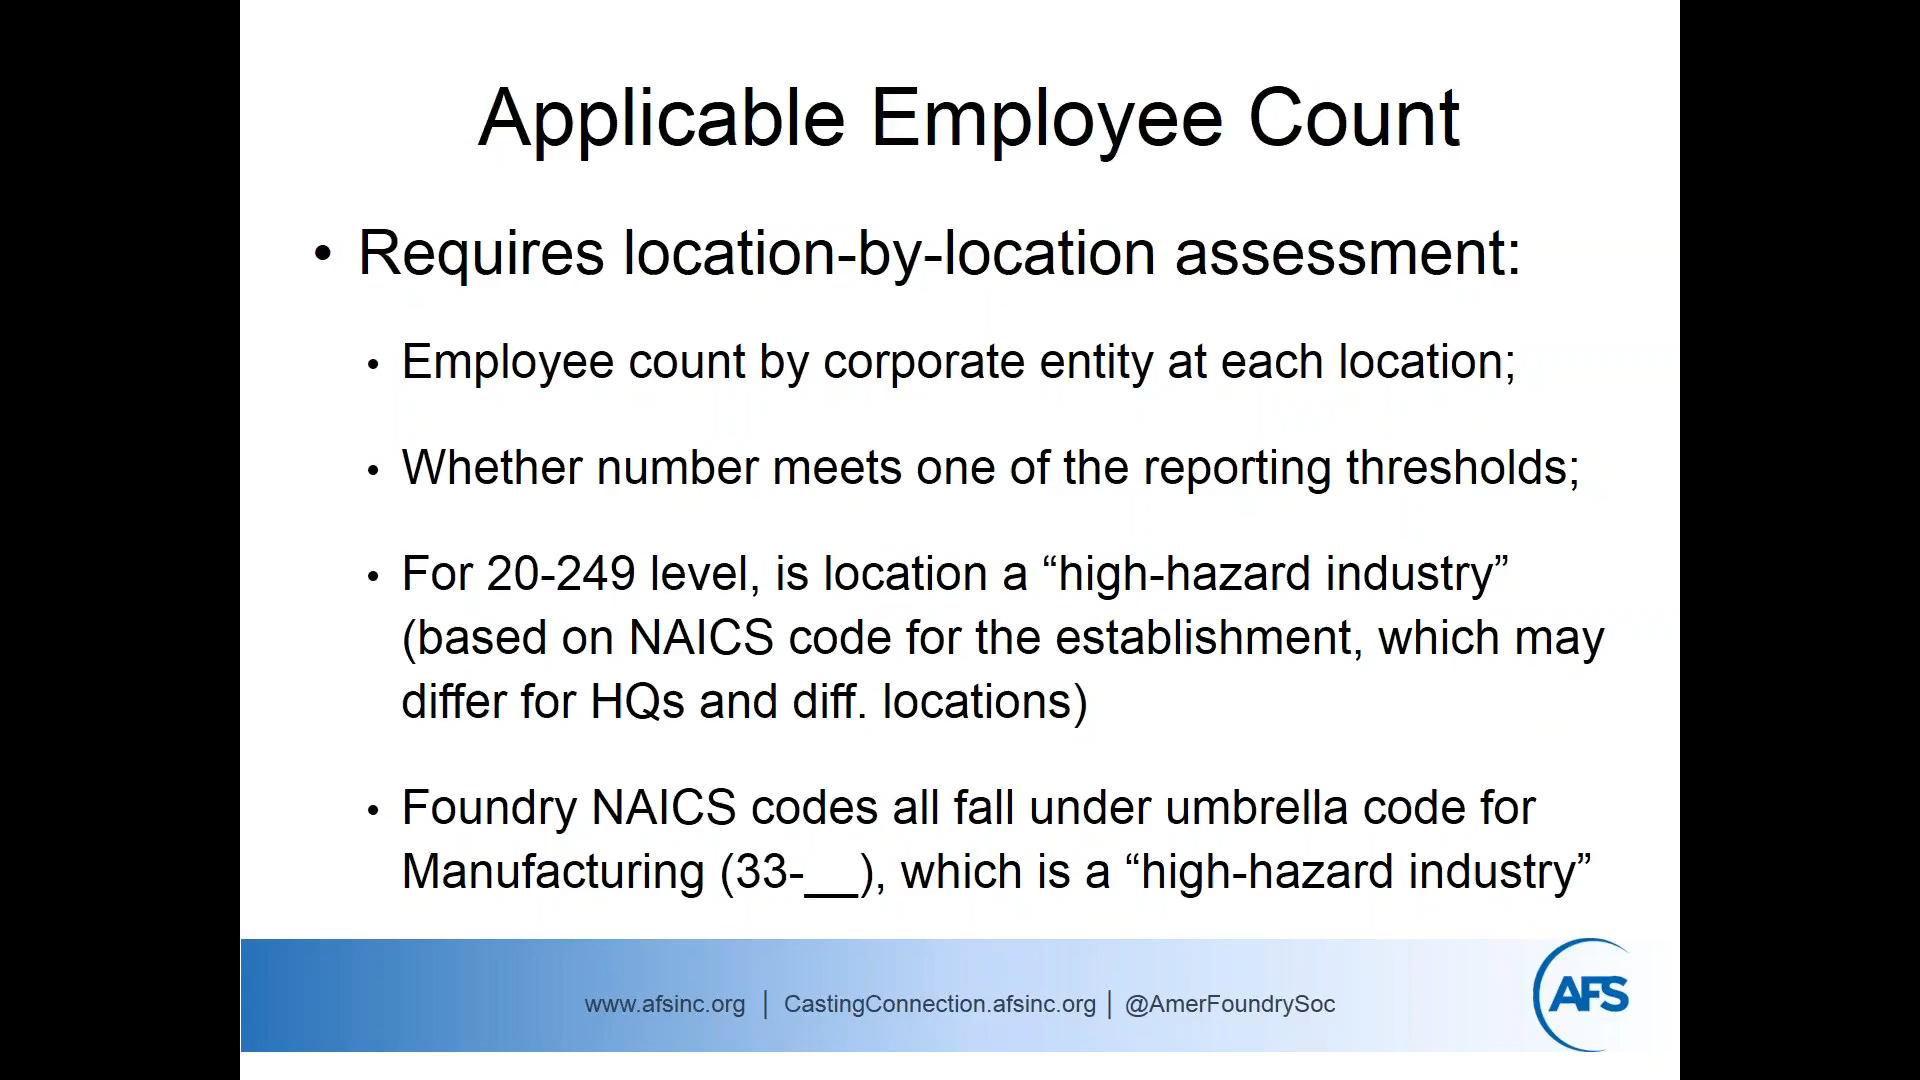 Applicable Employee Count
• Requires location-by-location assessment:
• Employee count by corporate entity at each location;
• Whether number meets one of the reporting thresholds;
• For 20-249 level, is location a “high-hazard industry”
(based on NAICS code for the establishment, which may
differ for HQs and diff. locations)
• Foundry NAICS codes all fall under umbrella code for
Manufacturing (33-__), which is a “high-hazard industry”
www.afsinc.org | CastingConnection.afsinc.org | @AmerFoundrySoc
AFS